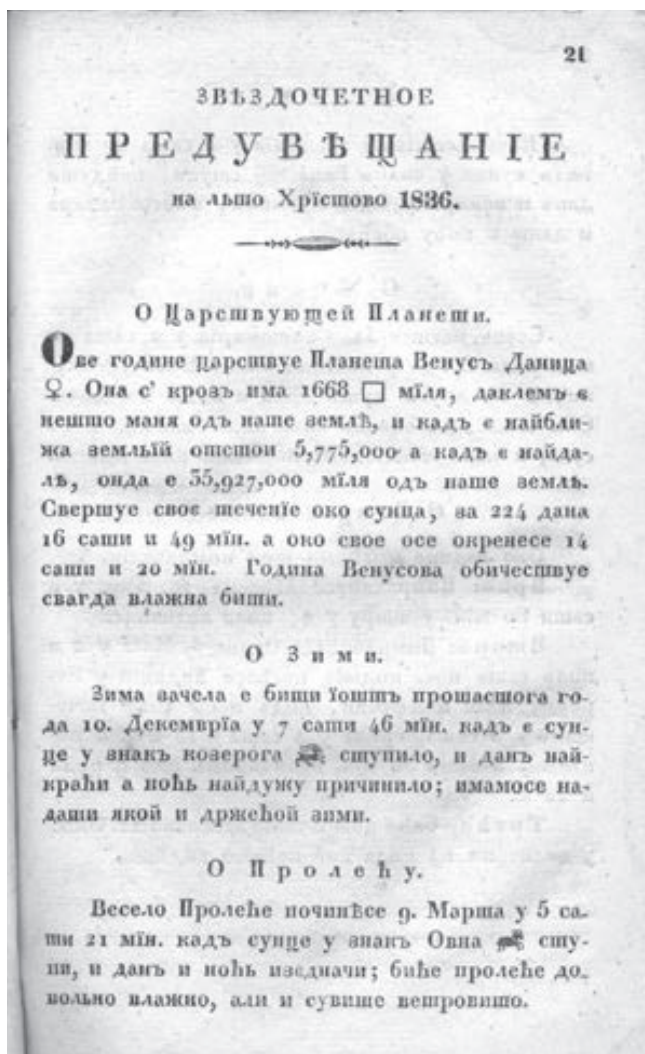 21
ЗВѢЗДОЧЕТНОЕ
ПРЕДУВѢЩАНІЕ
на лѣто Хрїстово 1836.
О Царствующей Планети.
Ове године царствуе Планета Венусъ Даница
♀. Она с' крозъ има 1668 □ мїля, даклемъ є
нешто маня одъ наше землѣ, и кадъ є найбли-
жа земльїй отстои 5,775,000 а кадъ є найда-
лѣ, онда е 35,927,000 мїля одъ наше землѣ.
Свершуе своє теченїе око сунца, за 224 дана
16 сати и 49 мїн. а око свое осе окренесе 14
сати и 20 мїн. Година Венусова обичествуе
свагда влажна бити.
О Зими.
Зима зачела є бити їоштъ прошастога го-
да 10. Декемврїа у 7 сати 46 мїн. кадъ є сун-
це у знакъ козерога ступило, и данъ най-
краћи а ноћь найдужу причинило; имамосе на-
дати якой и држећой зими.
О Пролећу.
Весело Пролеће починѣсе 9. Марта у 5 са-
ти 21 мїн. кадъ сунце у знакъ Овна сту-
пи, и данъ и ноћь изедначи; биће пролеће до-
вольно влажно, али и сувише ветровито.